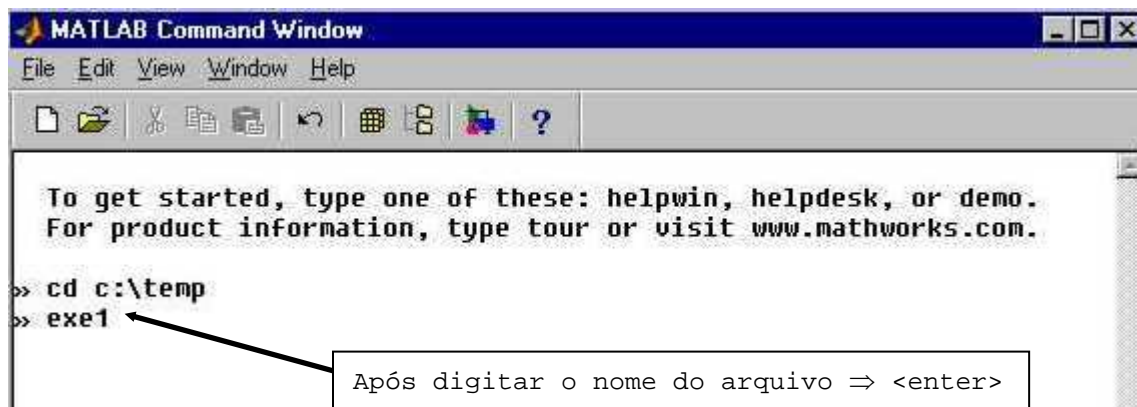 MATLAB Command Window
File Edit View Window Help
?
To get started, type one of these: helpwin, helpdesk, or demo.
For product information, type tour or visit www.mathworks.com.
» cd c:\temp
» exe1
Após digitar o nome do arquivo ⇒ <enter>